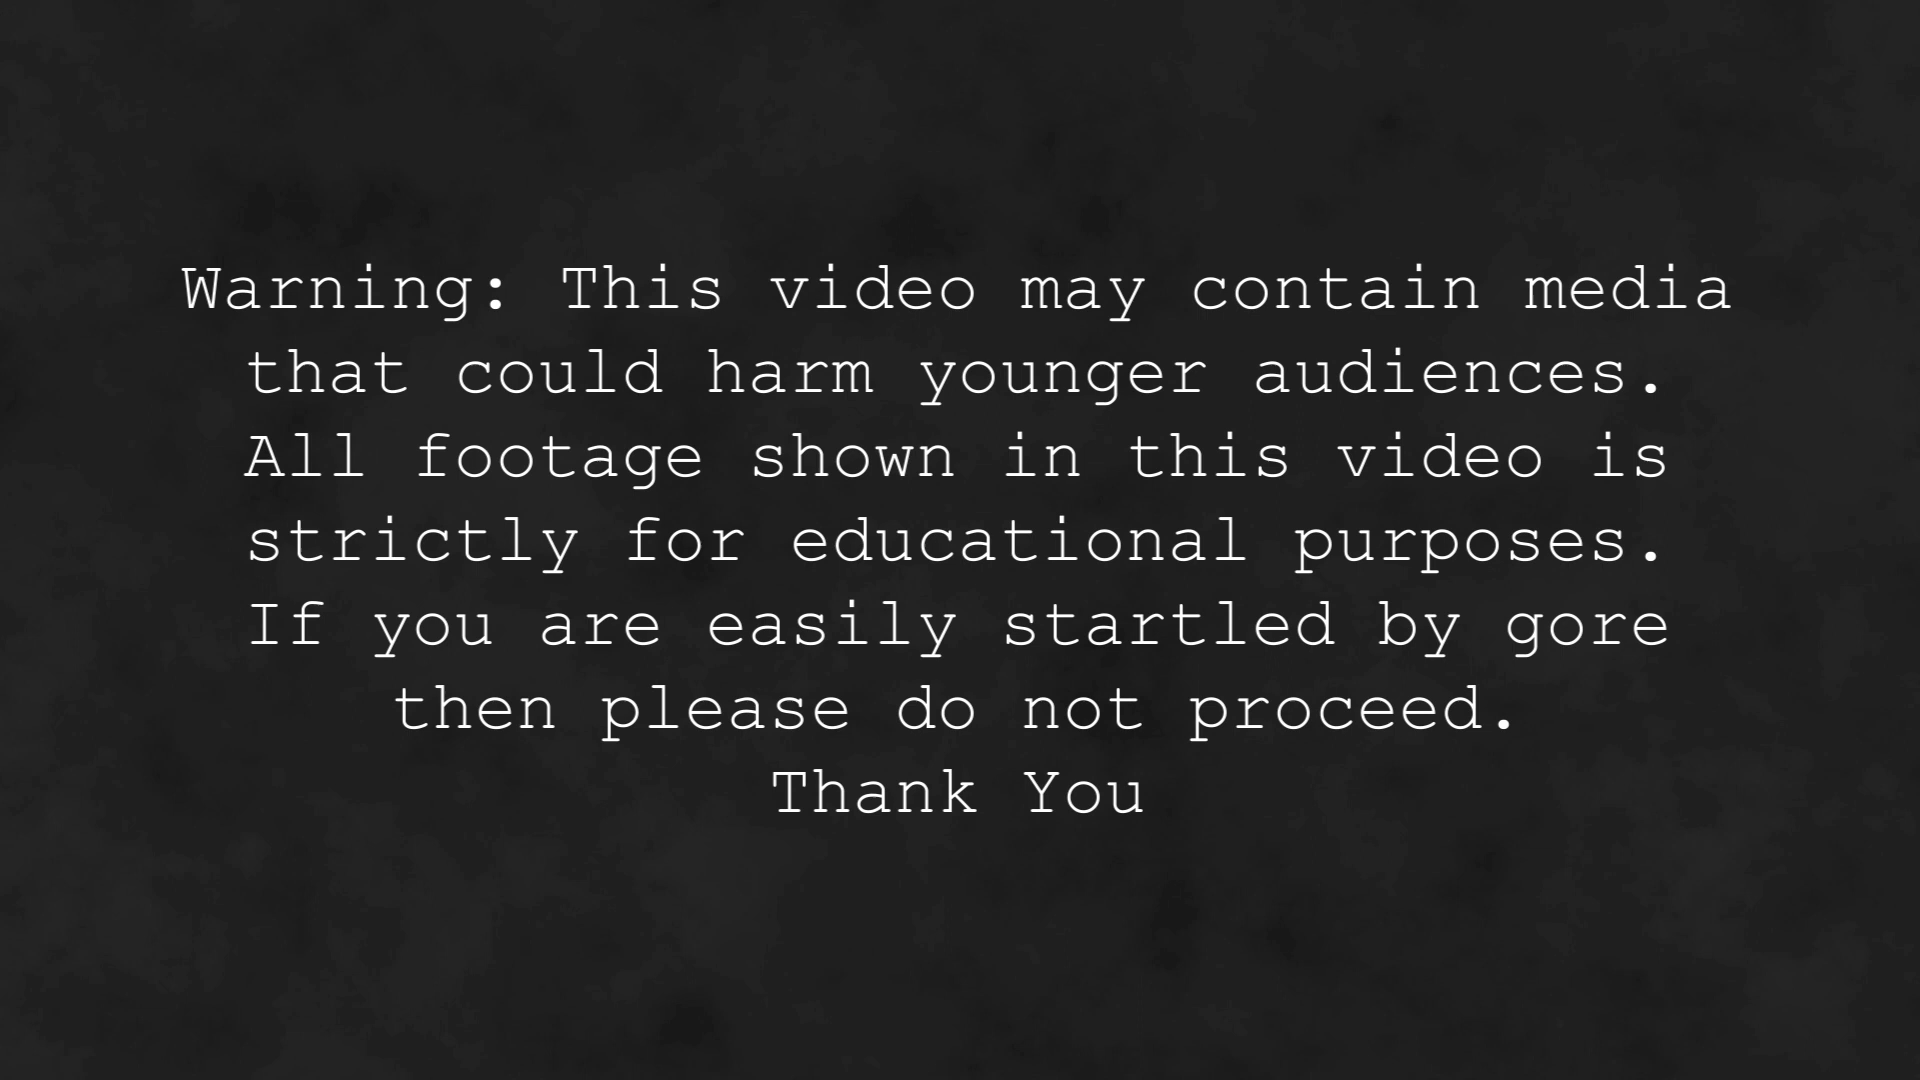 Warning: This video may contain media
that could harm younger audiences.
All footage shown in this video is
strictly for educational purposes.
If you are easily startled by gore
then please do not proceed.
Thank You